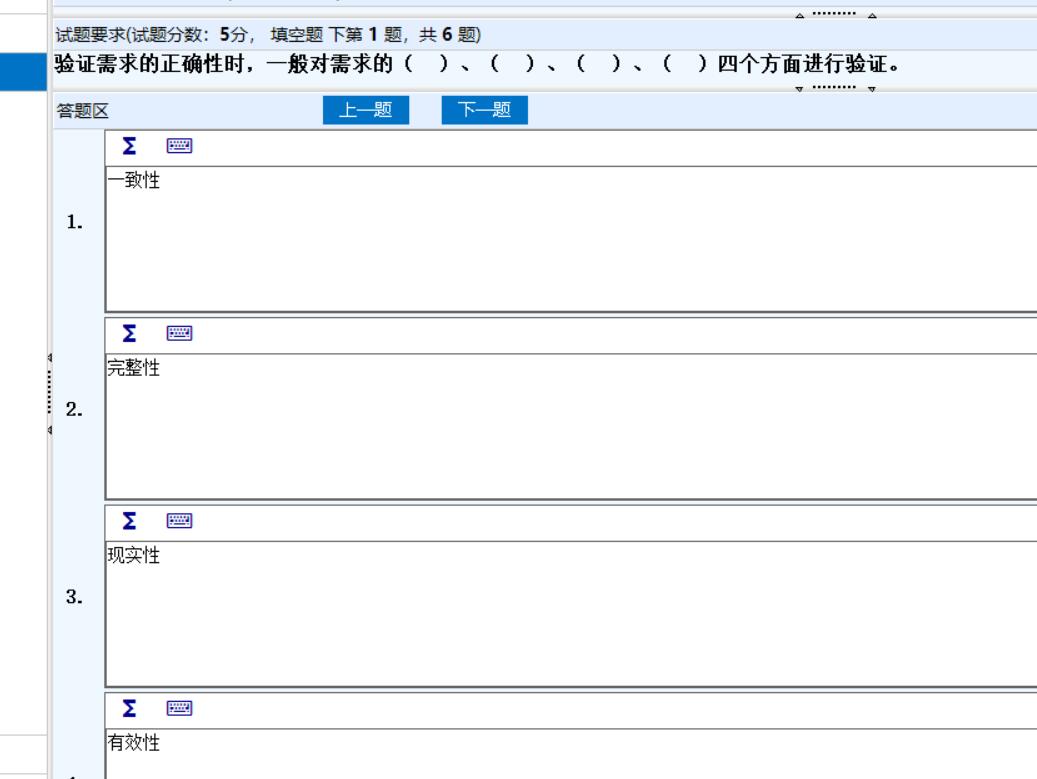 试题要求(试题分数：5分， 填空题 下第 1 题，共 6 题)
验证需求的正确性时，一般对需求的（ ）、（ ）、（ ）、（ ）四个方面进行验证。
答题区 上一题 下一题
Σ
一致性
1.
Σ
完整性
2.
Σ
现实性
3.
Σ
有效性